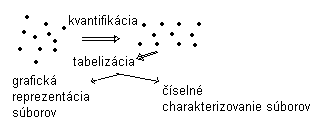 kvantifikácia
tabelizácia
grafická
reprezentácia
súborov
číselné
charakterizovanie súborov